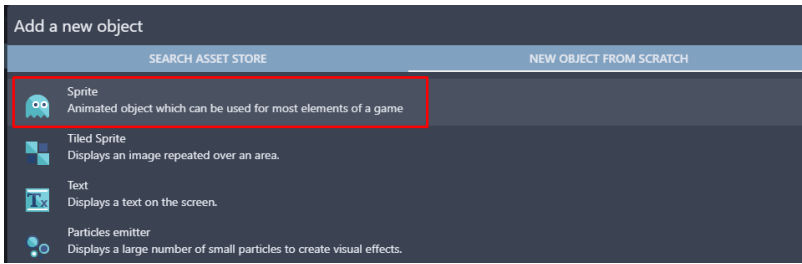 Add a new object
SEARCH ASSET STORE
NEW OBJECT FROM SCRATCH
Sprite
Animated object which can be used for most elements of a game
Tiled Sprite
Displays an image repeated over an area.
Tx
Text
Displays a text on the screen.
Particles emitter
Displays a large number of small particles to create visual effects.